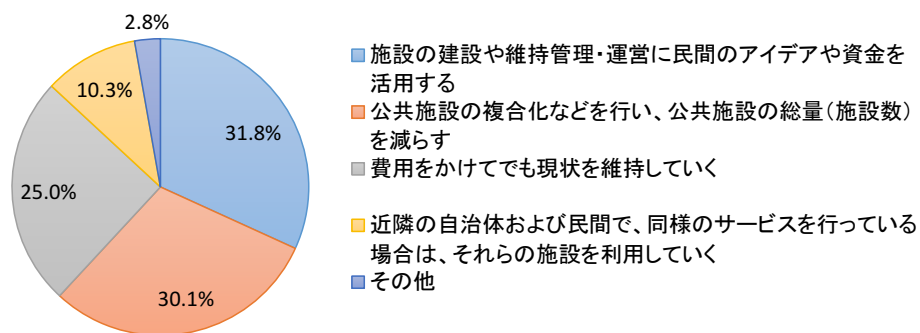 2.8%
10.3%
31.8%
25.0%
30.1%
施設の建設や維持管理・運営に民間のアイデアや資金を
活用する
公共施設の複合化などを行い、公共施設の総量(施設数)
を減らす
費用をかけてでも現状を維持していく
近隣の自治体および民間で、同様のサービスを行っている
場合は、それらの施設を利用していく
その他